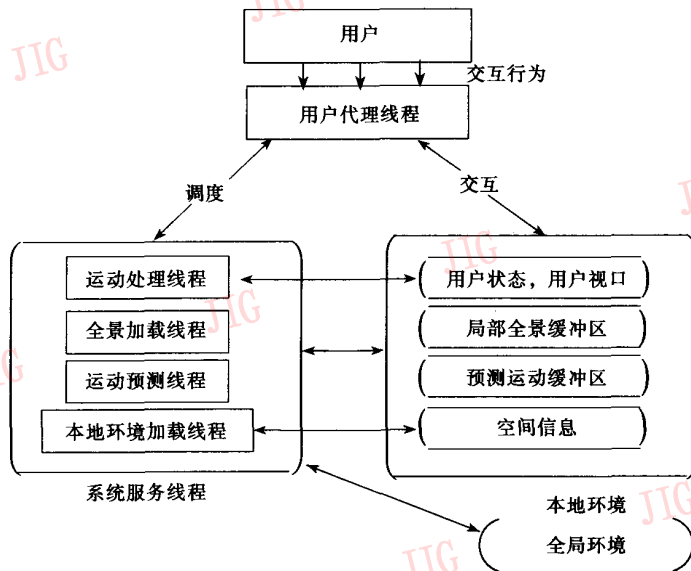 用户
交互行为
用户代理线程
调度
交互
运动处理线程
全景加载线程
运动预测线程
本地环境加载线程
系统服务线程
用户状态，用户视口
局部全景缓冲区
预测运动缓冲区
空间信息
本地环境
全局环境
JIG
JIG
JIG
JIG
JIG
JIG